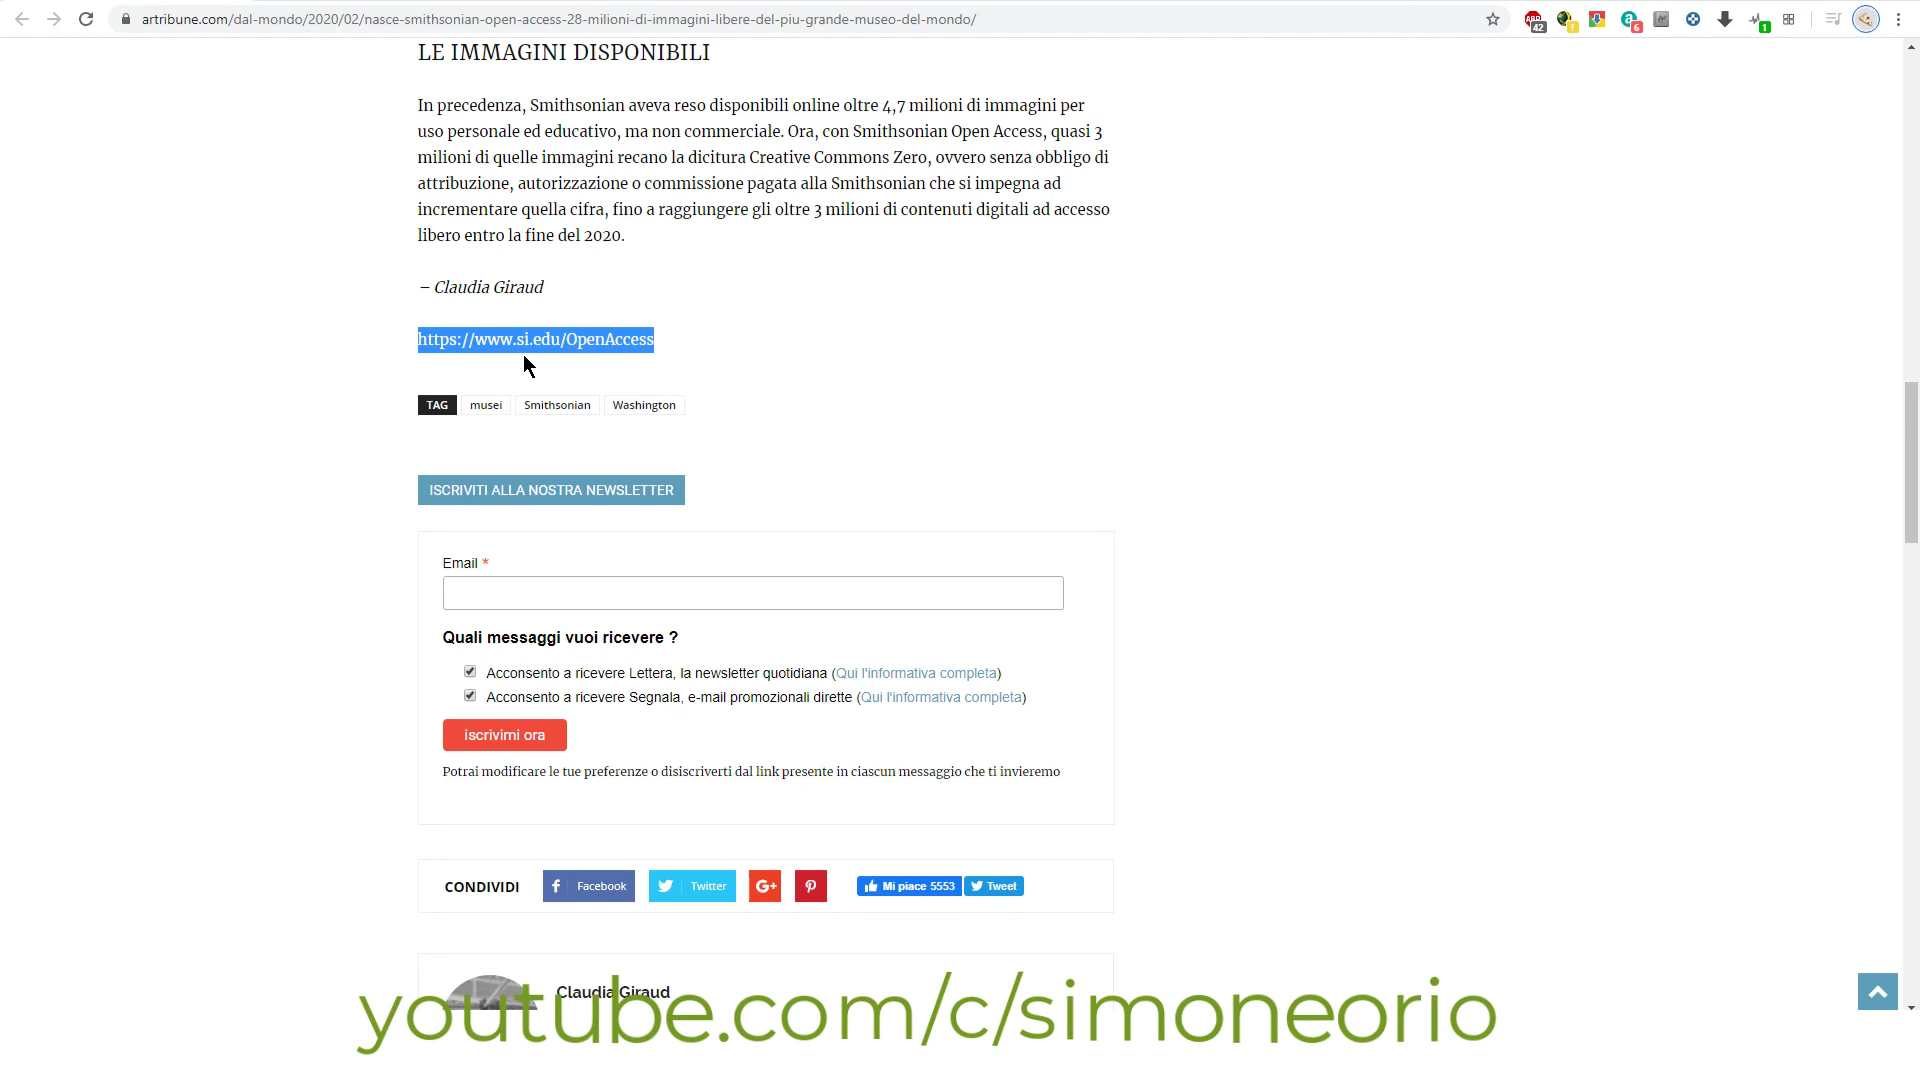 artribune.com/dal-mondo/2020/02/nasce-smithsonian-open-access-28-milioni-di-immagini-libere-del-piu-grande-museo-del-mondo/
42
!
6
1
LE IMMAGINI DISPONIBILI
In precedenza, Smithsonian aveva reso disponibili online oltre 4,7 milioni di immagini per
uso personale ed educativo, ma non commerciale. Ora, con Smithsonian Open Access, quasi 3
milioni di quelle immagini recano la dicitura Creative Commons Zero, ovvero senza obbligo di
attribuzione, autorizzazione o commissione pagata alla Smithsonian che si impegna ad
incrementare quella cifra, fino a raggiungere gli oltre 3 milioni di contenuti digitali ad accesso
libero entro la fine del 2020.
– Claudia Giraud
https://www.si.edu/OpenAccess
TAG musei Smithsonian Washington
ISCRIVITI ALLA NOSTRA NEWSLETTER
Email *
Quali messaggi vuoi ricevere ?
Acconsento a ricevere Lettera, la newsletter quotidiana (Qui l'informativa completa)
Acconsento a ricevere Segnala, e-mail promozionali dirette (Qui l'informativa completa)
iscrivimi ora
Potrai modificare le tue preferenze o disiscriverti dal link presente in ciascun messaggio che ti invieremo
CONDIVIDI Facebook Twitter G+ Mi piace 5553 Tweet
Claudia Giraud
youtube.com/c/simoneorio